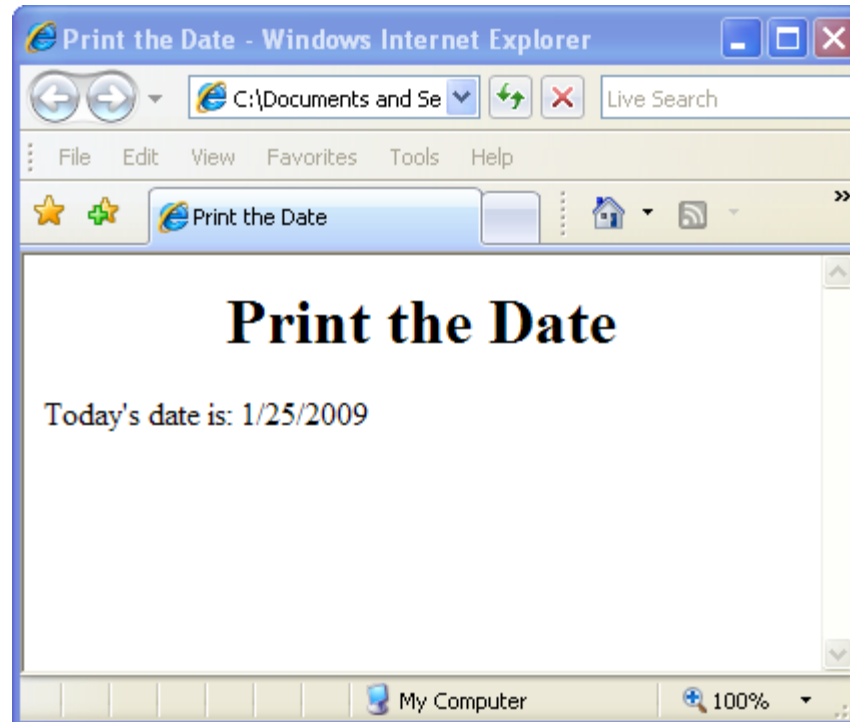 Print the Date - Windows Internet Explorer
C:\Documents and Se
Live Search
File Edit View Favorites Tools Help
Print the Date
»
Print the Date
Today's date is: 1/25/2009
My Computer
100%